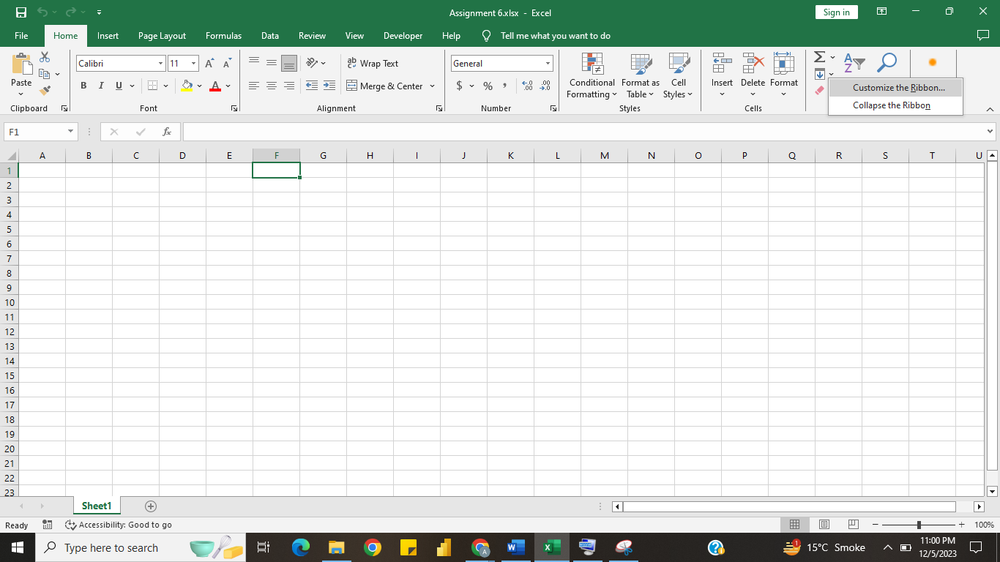 Assignment 6.xlsx - Excel
Sign in
File Home Insert Page Layout Formulas Data Review View Developer Help Tell me what you want to do
Calibri 11 Wrap Text General
Paste
B I U Merge & Center $ % , .00 .0
Conditional Formatting
Format as Table
Cell Styles
Insert Delete Format
Customize the Ribbon...
Collapse the Ribbon
Clipboard Font Alignment Number Styles Cells
F1 fx
A B C D E F G H I J K L M N O P Q R S T U
1
2
3
4
5
6
7
8
9
10
11
12
13
14
15
16
17
18
19
20
21
22
23
Sheet1
Ready Accessibility: Good to go 100%
Type here to search 15°C Smoke 11:00 PM
12/5/2023